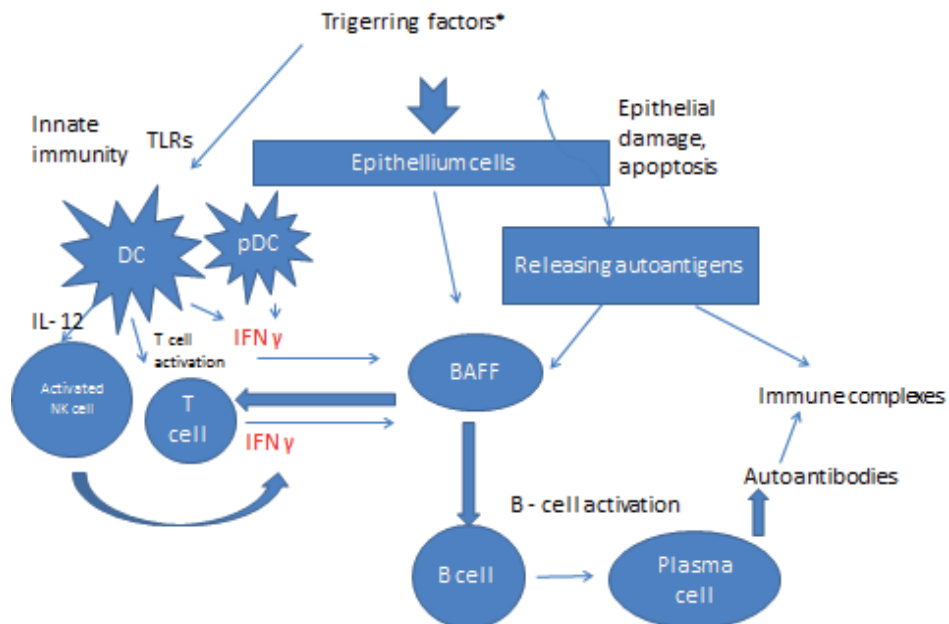 Trigerring factors*
Innate
immunity
TLRs
Epithelial
damage,
apoptosis
Epithellium cells
DC
pDC
Releasing autoantigens
IL-12
T cell
activation
IFN γ
BAFF
Activated
NK cell
T
cell
IFN γ
Immune complexes
Autoantibodies
B - cell activation
B cell
Plasma
cell